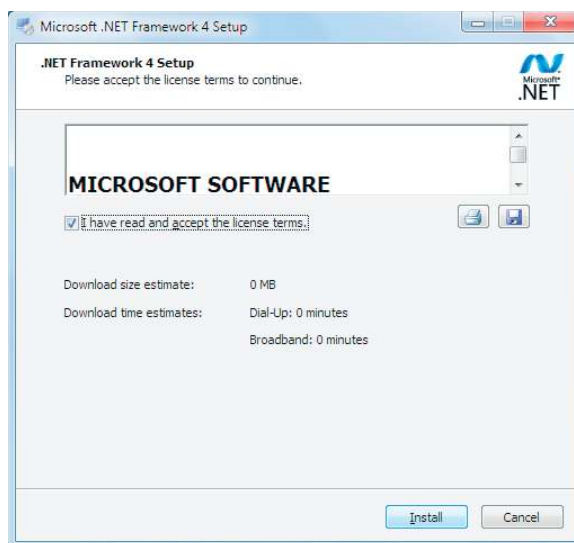 Microsoft .NET Framework 4 Setup
.NET Framework 4 Setup
Please accept the license terms to continue.
Microsoft®
.NET
MICROSOFT SOFTWARE
I have read and accept the license terms.
Download size estimate: 0 MB
Download time estimates: Dial-Up: 0 minutes
Broadband: 0 minutes
Install Cancel